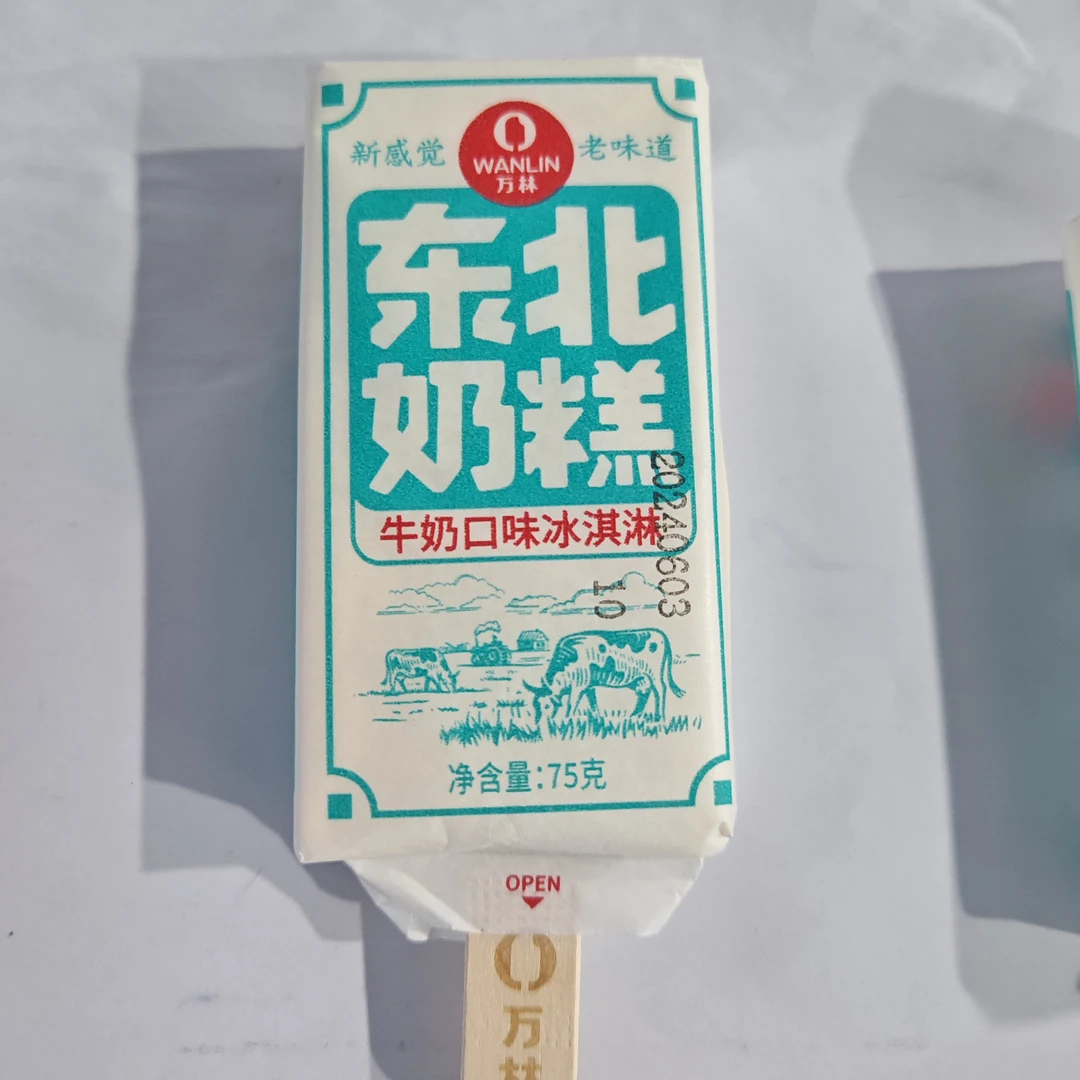 新感觉
WANLIN
万林
老味道
东北
奶糕
牛奶口味冰淇淋
20240603
10
净含量:75克
OPEN
万
林